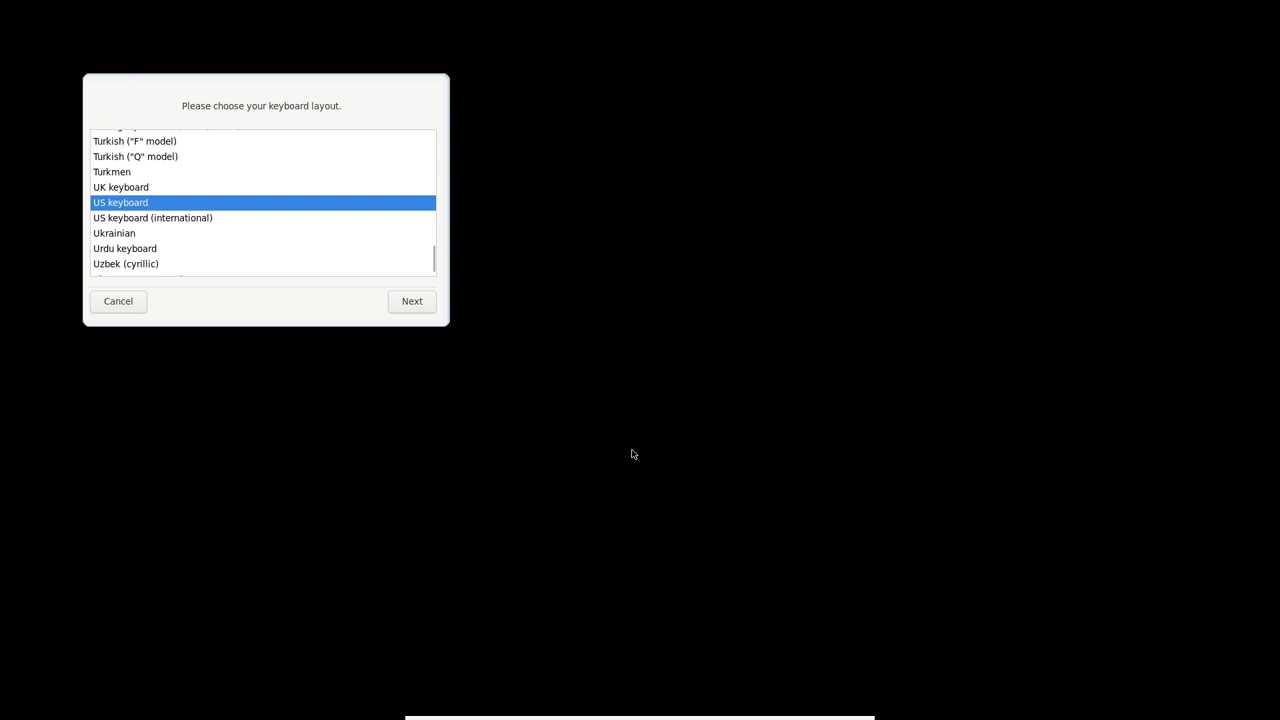 Please choose your keyboard layout.
Turkish ("F" model)
Turkish ("Q" model)
Turkmen
UK keyboard
US keyboard
US keyboard (international)
Ukrainian
Urdu keyboard
Uzbek (cyrillic)
Cancel
Next